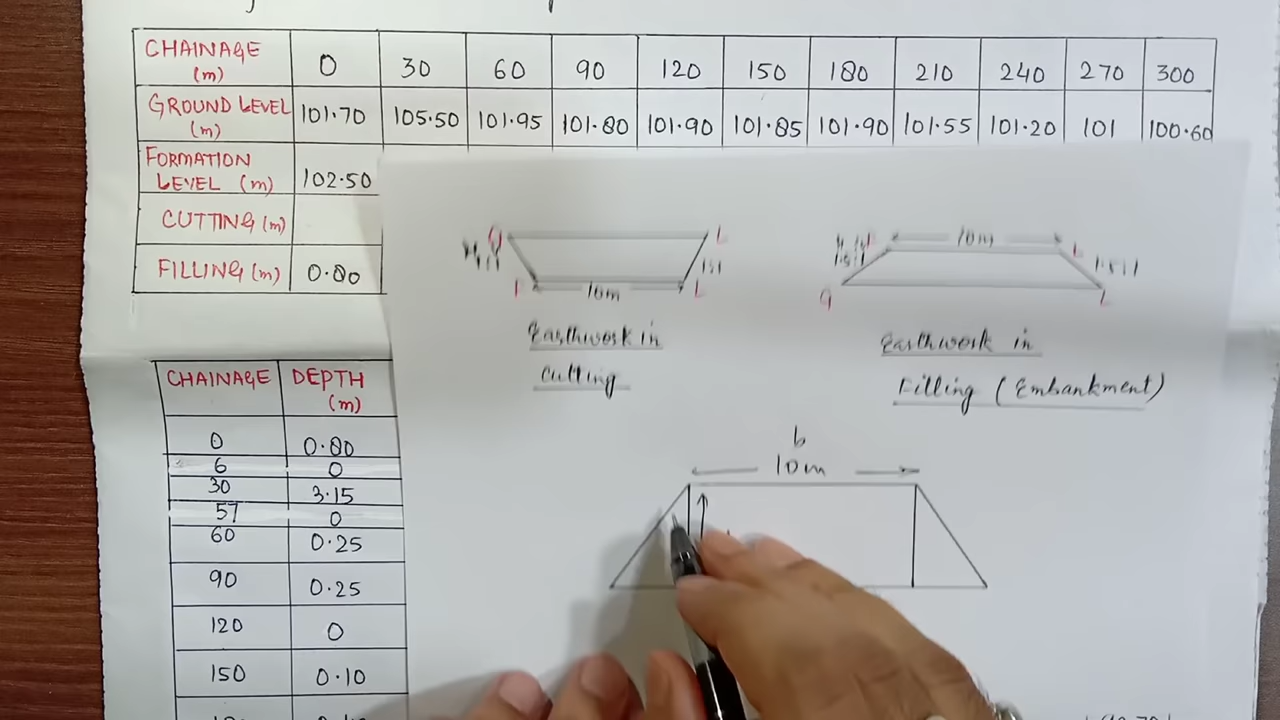 CHAINAGE (m) 0 30 60 90 120 150 180 210 240 270 300
GROUND LEVEL (m) 101.70 105.50 101.95 101.80 101.90 101.85 101.90 101.55 101.20 101 100.60
FORMATION LEVEL (m) 102.50
CUTTING (m)
FILLING (m) 0.80
10m
1:1
Earthwork in
Cutting
10m
1.5:1
Earthwork in
Filling (Embankment)
CHAINAGE DEPTH (m)
0 0.80
6 0
30 3.15
57 0
60 0.25
90 0.25
120 0
150 0.10
b
10m